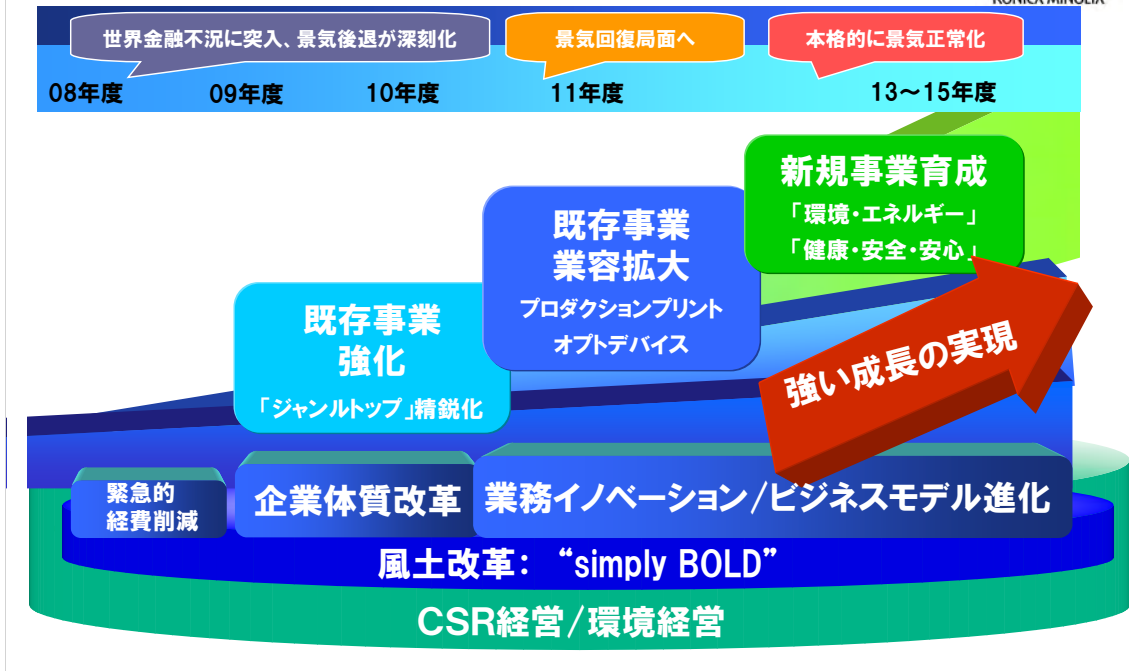 KONICA MINOLTA
世界金融不況に突入、景気後退が深刻化
景気回復局面へ
本格的に景気正常化
08年度
09年度
10年度
11年度
13～15年度
新規事業育成
「環境・エネルギー」
「健康・安全・安心」
既存事業
業容拡大
プロダクションプリント
オプトデバイス
既存事業
強化
「ジャンルトップ」精鋭化
強い成長の実現
緊急的
経費削減
企業体質改革
業務イノベーション/ビジネスモデル進化
風土改革： “simply BOLD”
CSR経営/環境経営